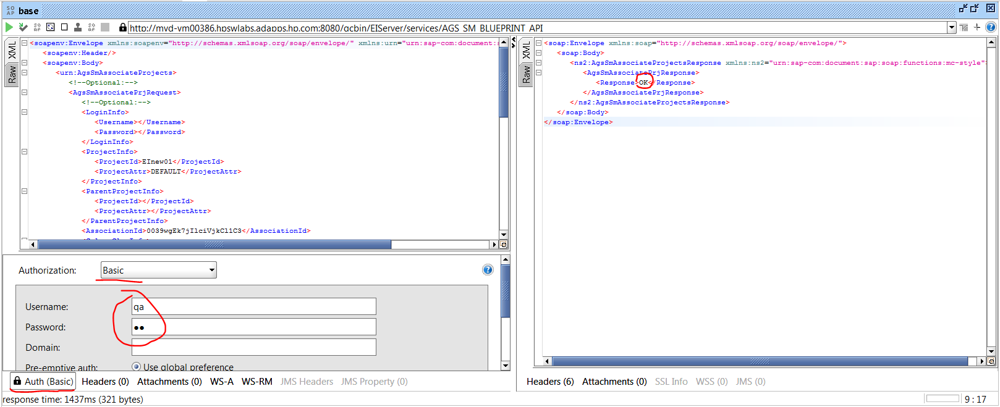 SO
AP
base
http://mvd-vm00386.hpswlabs.adapps.hp.com:8080/qcbin/EIServer/services/AGS_SM_BLUEPRINT_API
XML
Raw
<soapenv:Envelope xmlns:soapenv="http://schemas.xmlsoap.org/soap/envelope/" xmlns:urn="urn:sap-com:document:s
<soapenv:Header/>
<soapenv:Body>
<urn:AgsSmAssociateProjects>
<!--Optional:-->
<AgsSmAssociatePrjRequest>
<!--Optional:-->
<LoginInfo>
<Username></Username>
<Password></Password>
</LoginInfo>
<ProjectInfo>
<ProjectId>EInew01</ProjectId>
<ProjectAttr>DEFAULT</ProjectAttr>
</ProjectInfo>
<ParentProjectInfo>
<ProjectId></ProjectId>
<ProjectAttr></ProjectAttr>
</ParentProjectInfo>
<AssociationId>0039wgEk7jIlciVjkCl1C3</AssociationId>
Authorization:
Basic
Username:
qa
Password:
●●
Domain:
Pre-emptive auth:
Use global preference
Auth (Basic)
Headers (0)
Attachments (0)
WS-A
WS-RM
JMS Headers
JMS Property (0)
response time: 1437ms (321 bytes)
XML
Raw
<soap:Envelope xmlns:soap="http://schemas.xmlsoap.org/soap/envelope/">
<soap:Body>
<ns2:AgsSmAssociateProjectsResponse xmlns:ns2="urn:sap-com:document:sap:soap:functions:mc-style"
<AgsSmAssociatePrjResponse>
<Response>OK</Response>
</AgsSmAssociatePrjResponse>
</ns2:AgsSmAssociateProjectsResponse>
</soap:Body>
</soap:Envelope>
Headers (6)
Attachments (0)
SSL Info
WSS (0)
JMS (0)
9 : 17